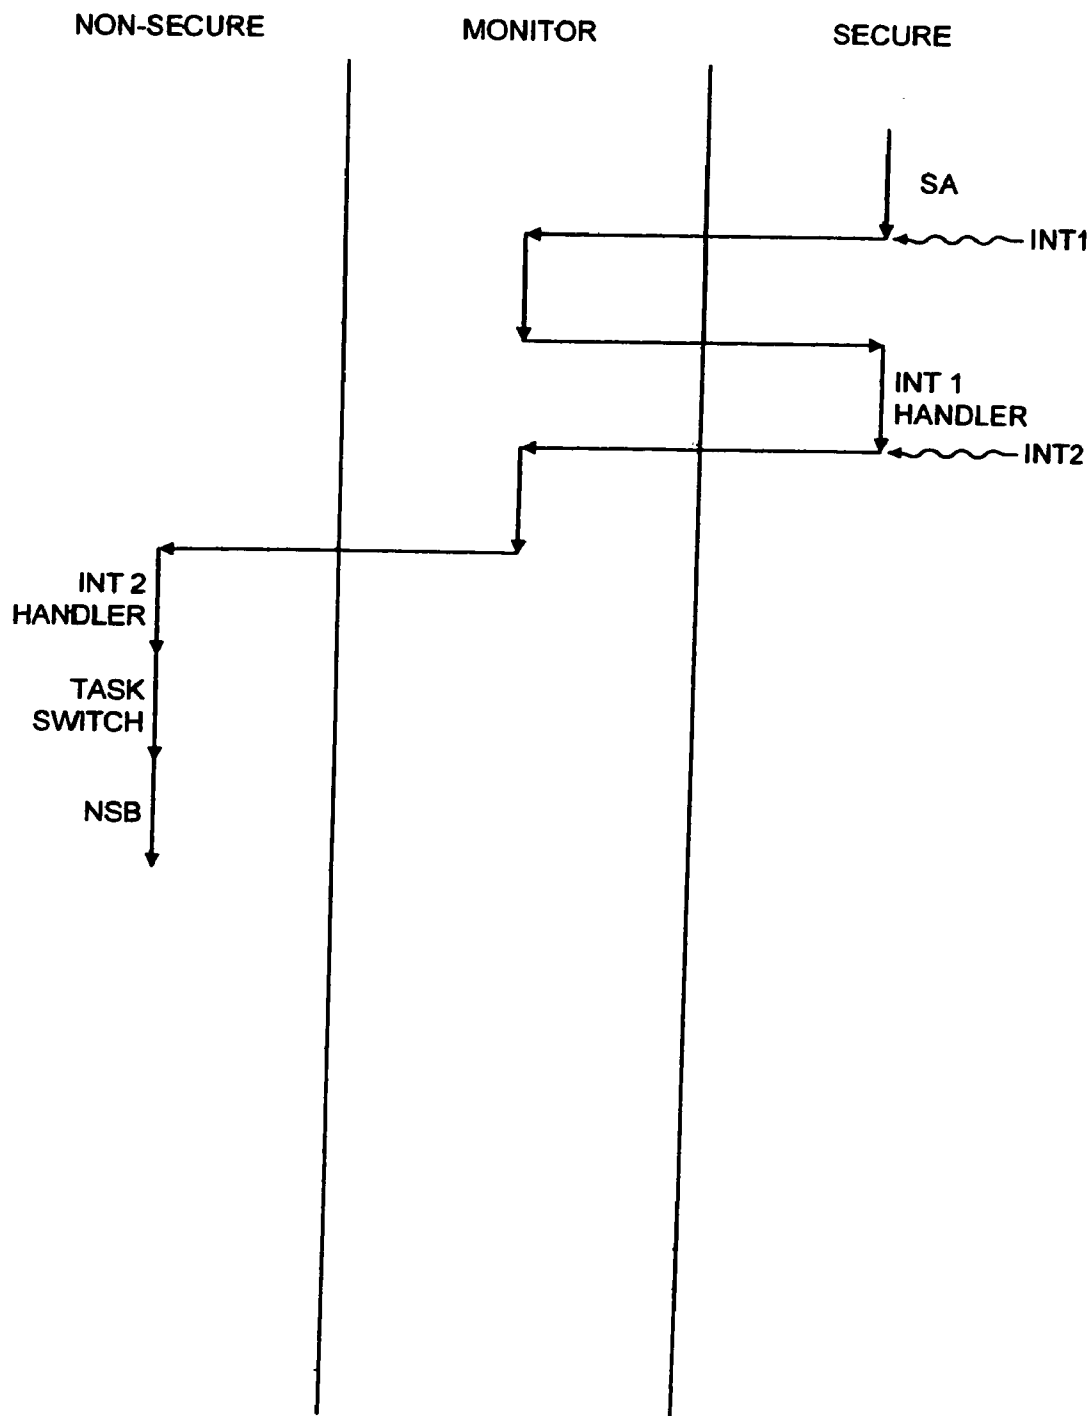 NON-SECURE
MONITOR
SECURE
SA
INT1
INT 1
HANDLER
INT2
INT 2
HANDLER
TASK
SWITCH
NSB